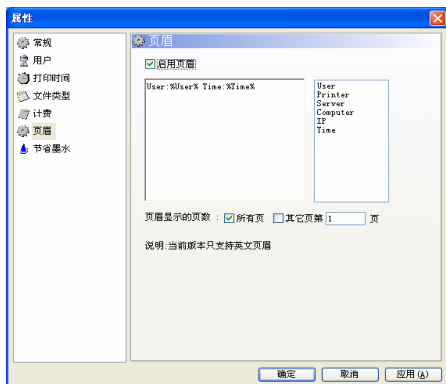 属性
常规
用户
打印时间
文件类型
计费
页眉
节省墨水
页眉
启用页眉
User:%User% Time:%Time%
User
Printer
Server
Computer
IP
Time
页眉显示的页数 : 所有页 其它页第 1 页
说明:当前版本只支持英文页眉
确定 取消 应用(A)